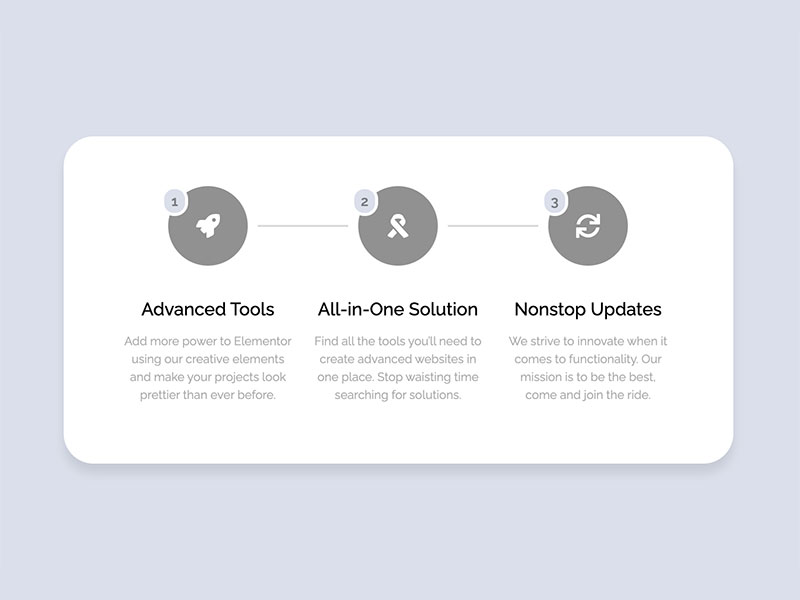 1
2
3
Advanced Tools
Add more power to Elementor
using our creative elements
and make your projects look
prettier than ever before.
All-in-One Solution
Find all the tools you'll need to
create advanced websites in
one place. Stop waisting time
searching for solutions.
Nonstop Updates
We strive to innovate when it
comes to functionality. Our
mission is to be the best,
come and join the ride.